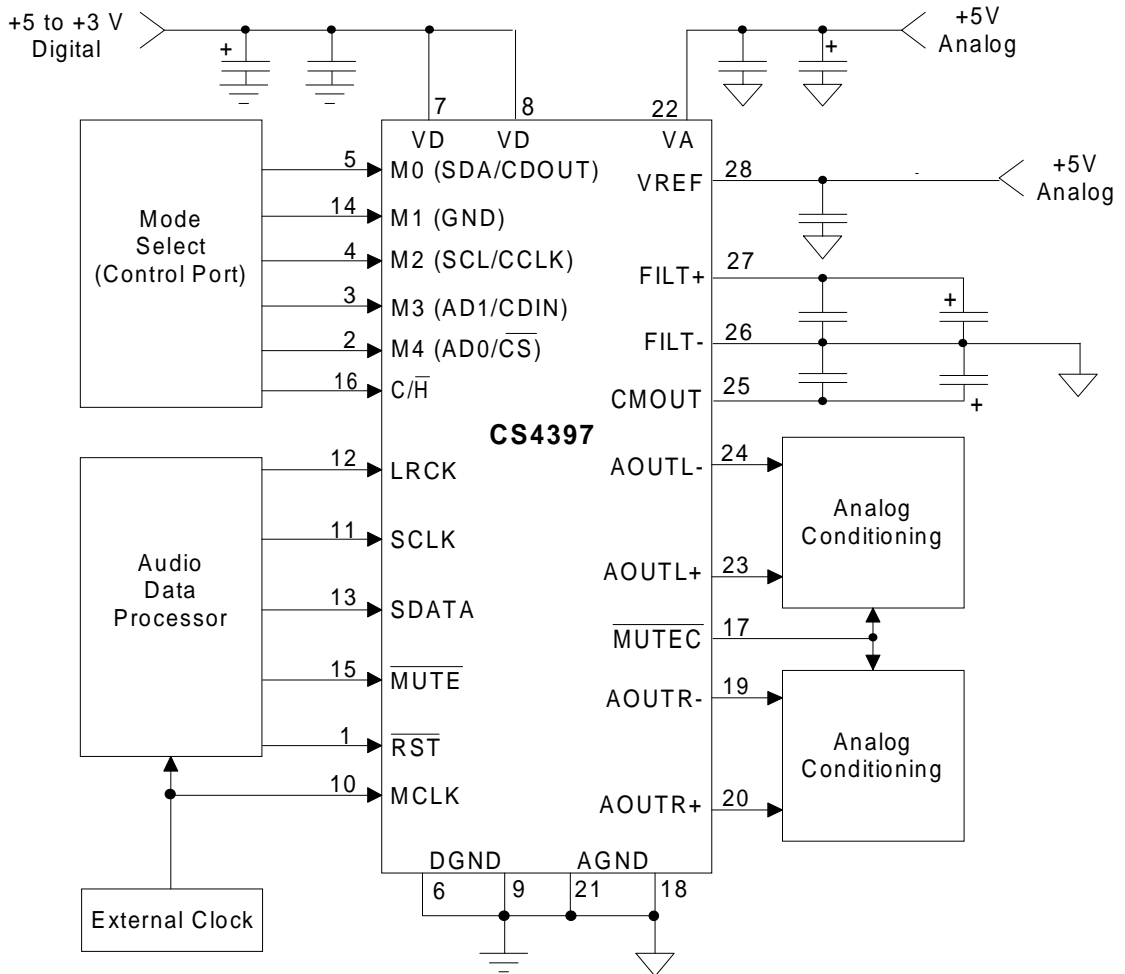 +5 to +3 V
Digital
+
+
+5V
Analog
7
8
22
VD
VD
VA
Mode
Select
(Control Port)
5
M0 (SDA/CDOUT)
14
M1 (GND)
4
M2 (SCL/CCLK)
3
M3 (AD1/CDIN)
2
M4 (AD0/CS)
16
C/H
VREF
28
+5V
Analog
FILT+
27
+
FILT-
26
CMOUT
25
+
CS4397
Audio
Data
Processor
12
LRCK
11
SCLK
13
SDATA
15
MUTE
1
RST
10
MCLK
AOUTL-
24
Analog
Conditioning
AOUTL+
23
MUTEC
17
AOUTR-
19
Analog
Conditioning
AOUTR+
20
DGND
AGND
6
9
21
18
External Clock